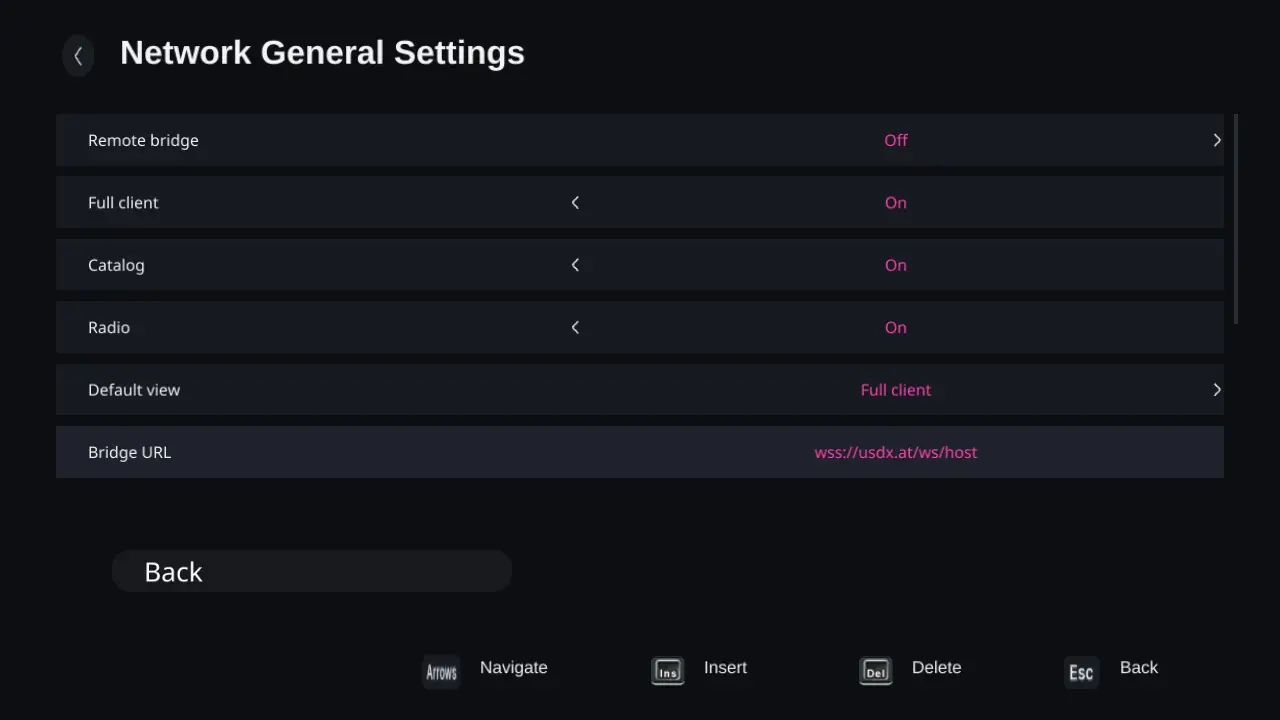 Network General Settings
Remote bridge Off
Full client On
Catalog On
Radio On
Default view Full client
Bridge URL wss://usdx.at/ws/host
Back
Arrows Navigate Ins Insert Del Delete Esc Back